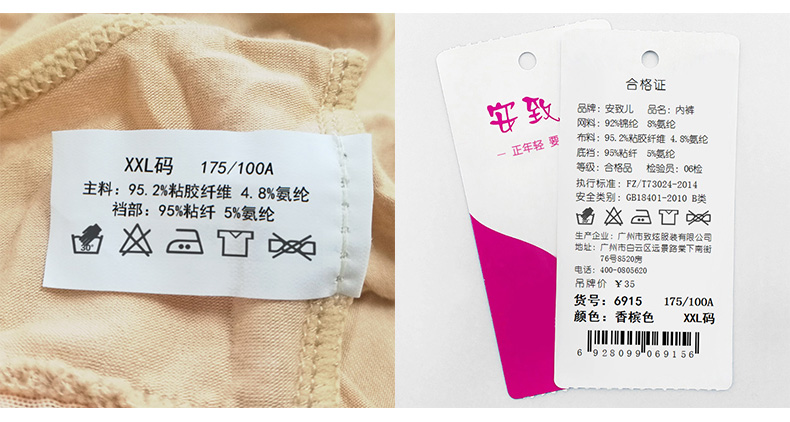 XXL码 175/100A
主料：95.2%粘胶纤维 4.8%氨纶
裆部：95%粘纤 5%氨纶
30°
安致
一 正年轻 要
合格证
品牌：安致儿 品名：内裤
网料：92%锦纶 8%氨纶
布料：95.2%粘胶纤维 4.8%氨纶
底裆：95%粘纤 5%氨纶
等级：合格品 检验员：06检
执行标准：FZ/T73024-2014
安全类别：GB18401-2010 B类
生产企业：广州市致炫服装有限公司
地址：广州市白云区远景路棠下南街
76号8520房
电话：400-0805620
吊牌价 ￥35
货号：6915 175/100A
颜色：香槟色 XXL码
6 928099 069156